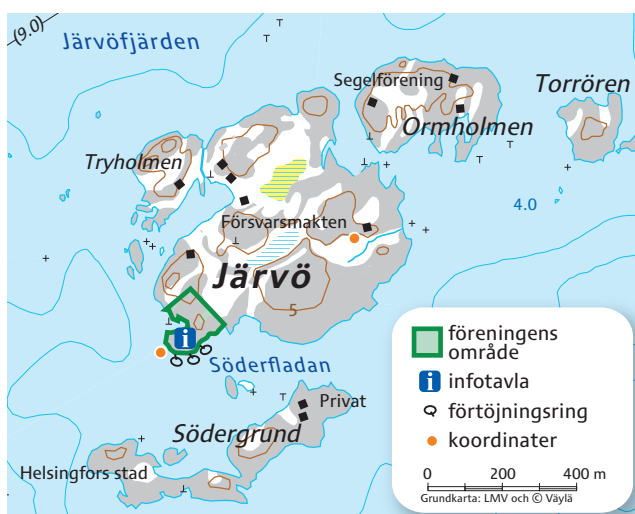 (9.0)
Järvöfjärden
Segelförening
Torrören
Ormholmen
Tryholmen
4.0
Försvarsmakten
Järvö
5
i
Söderfladan
Privat
Södergrund
Helsingfors stad
föreningens
område
i infotavla
förtöjningsring
koordinater
0 200 400 m
Grundkarta: LMV och © Väylä